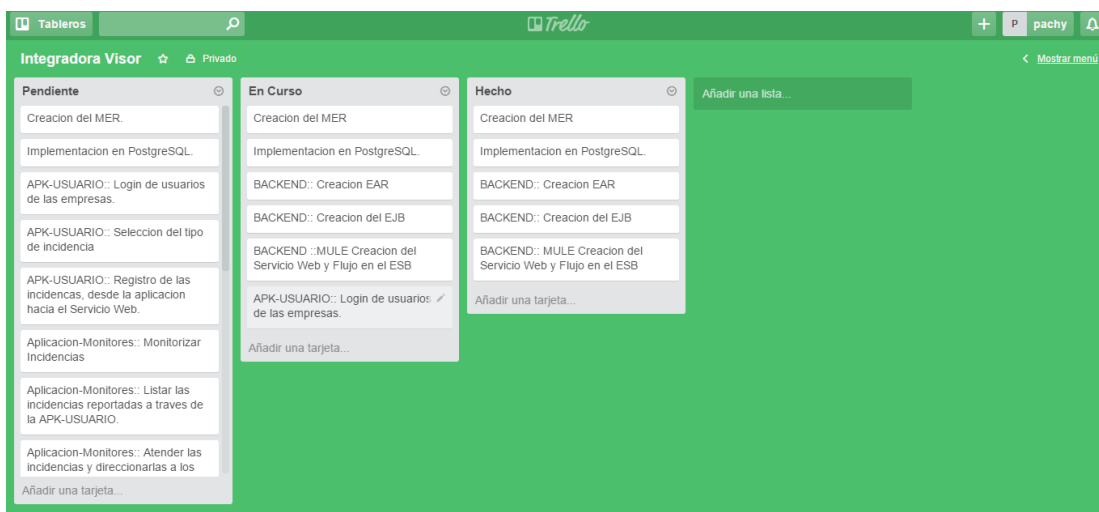 Tableros
Trello
P pachy
Integradora Visor
Privado
Mostrar menú
Pendiente
Creacion del MER.
Implementacion en PostgreSQL.
APK-USUARIO:: Login de usuarios
de las empresas.
APK-USUARIO:: Seleccion del tipo
de incidencia
APK-USUARIO:: Registro de las
incidencas, desde la aplicacion
hacia el Servicio Web.
Aplicacion-Monitores:: Monitorizar
Incidencias
Aplicacion-Monitores:: Listar las
incidencias reportadas a traves de
la APK-USUARIO.
Aplicacion-Monitores:: Atender las
incidencias y direccionarlas a los
Añadir una tarjeta...
En Curso
Creacion del MER
Implementacion en PostgreSQL.
BACKEND:: Creacion EAR
BACKEND:: Creacion del EJB
BACKEND ::MULE Creacion del
Servicio Web y Flujo en el ESB
APK-USUARIO:: Login de usuarios
de las empresas.
Añadir una tarjeta...
Hecho
Creacion del MER
Implementacion en PostgreSQL.
BACKEND:: Creacion EAR
BACKEND:: Creacion del EJB
BACKEND:: MULE Creacion del
Servicio Web y Flujo en el ESB
Añadir una tarjeta...
Añadir una lista...